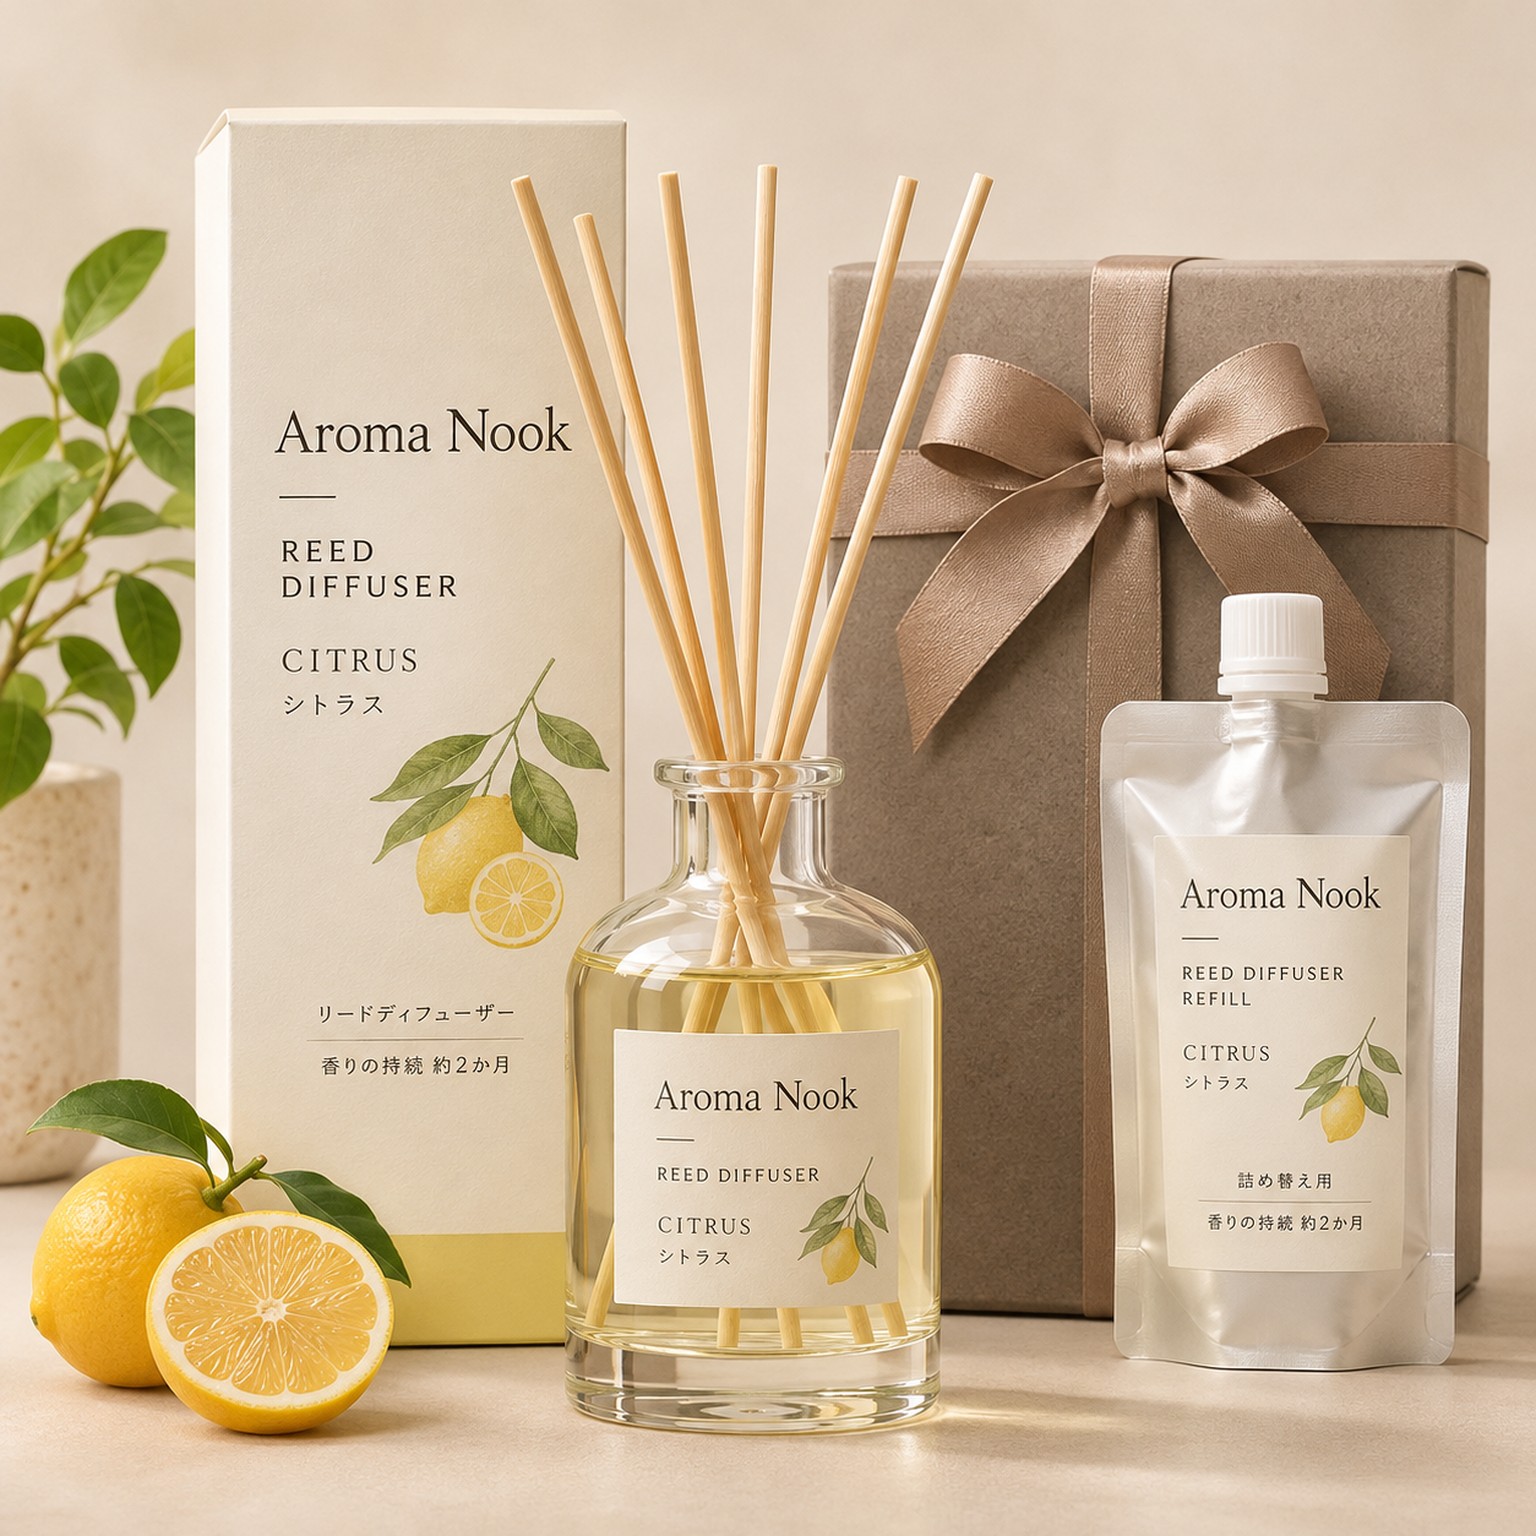 Aroma Nook
REED
DIFFUSER
CITRUS
シトラス
リードディフューザー
香りの持続 約2か月
Aroma Nook
REED DIFFUSER
CITRUS
シトラス
Aroma Nook
REED DIFFUSER
REFILL
CITRUS
シトラス
詰め替え用
香りの持続 約2か月